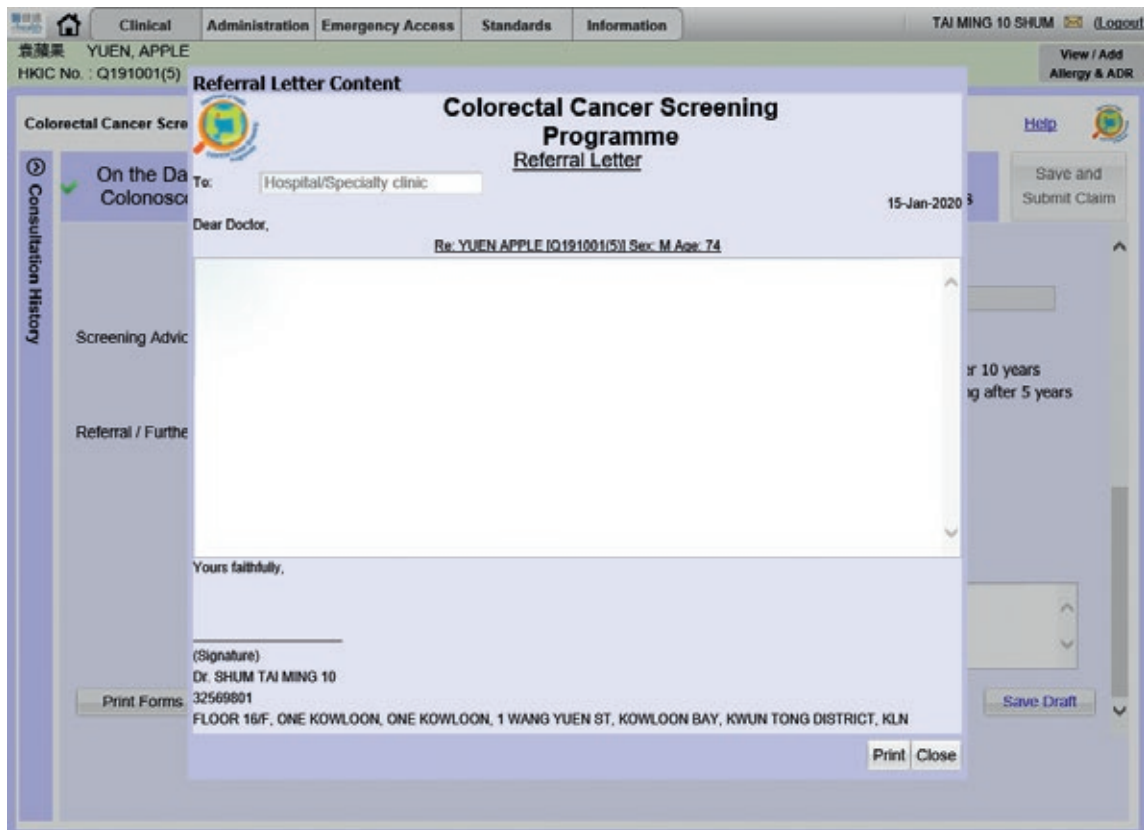 Clinical Administration Emergency Access Standards Information TAI MING 10 SHUM (Logout
袁蘋果 YUEN, APPLE
HKIC No. : Q191001(5)
View / Add
Allergy & ADR
Referral Letter Content
Colorectal Cancer Scre
Help
Colorectal Cancer Screening
Programme
Referral Letter
Consultation History
On the Da
Colonosco
s
Save and
Submit Claim
To: Hospital/Specialty clinic
15-Jan-2020
Dear Doctor,
Re: YUEN APPLE [Q191001(5)] Sex: M Age: 74
Screening Advic
er 10 years
ng after 5 years
Referral / Furthe
Yours faithfully,
(Signature)
Dr. SHUM TAI MING 10
32569801
FLOOR 16/F, ONE KOWLOON, ONE KOWLOON, 1 WANG YUEN ST, KOWLOON BAY, KWUN TONG DISTRICT, KLN
Print Forms
Save Draft
Print Close